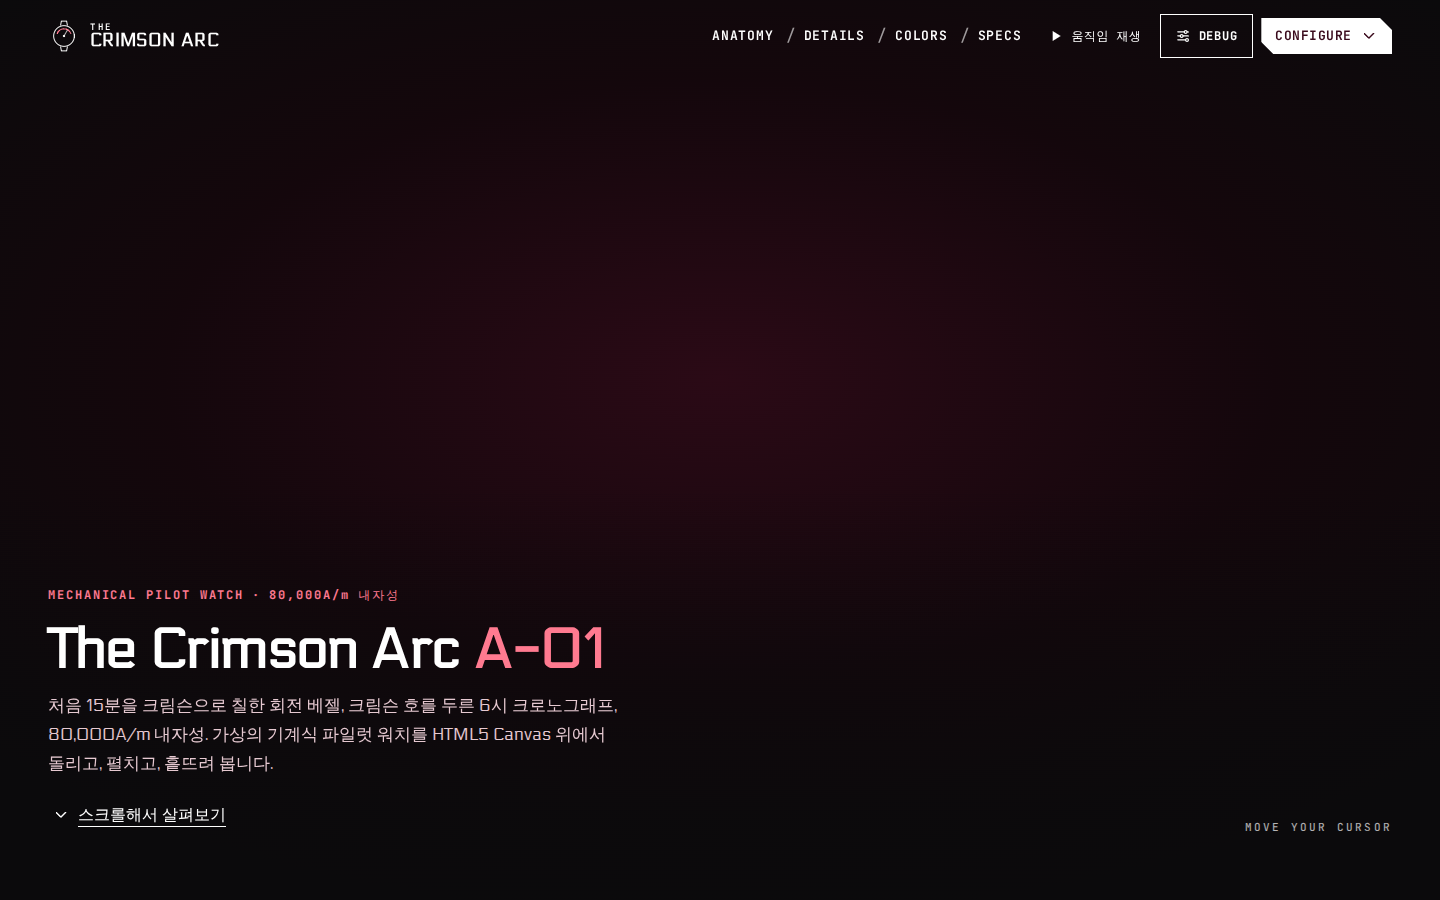 THE
CRIMSON ARC
ANATOMY / DETAILS / COLORS / SPECS
움직임 재생
DEBUG
CONFIGURE
MECHANICAL PILOT WATCH · 80,000A/m 내자성
The Crimson Arc A-01
처음 15분을 크림슨으로 칠한 회전 베젤, 크림슨 호를 두른 6시 크로노그래프,
80,000A/m 내자성. 가상의 기계식 파일럿 워치를 HTML5 Canvas 위에서
돌리고, 펼치고, 흩뜨려 봅니다.
스크롤해서 살펴보기
MOVE YOUR CURSOR